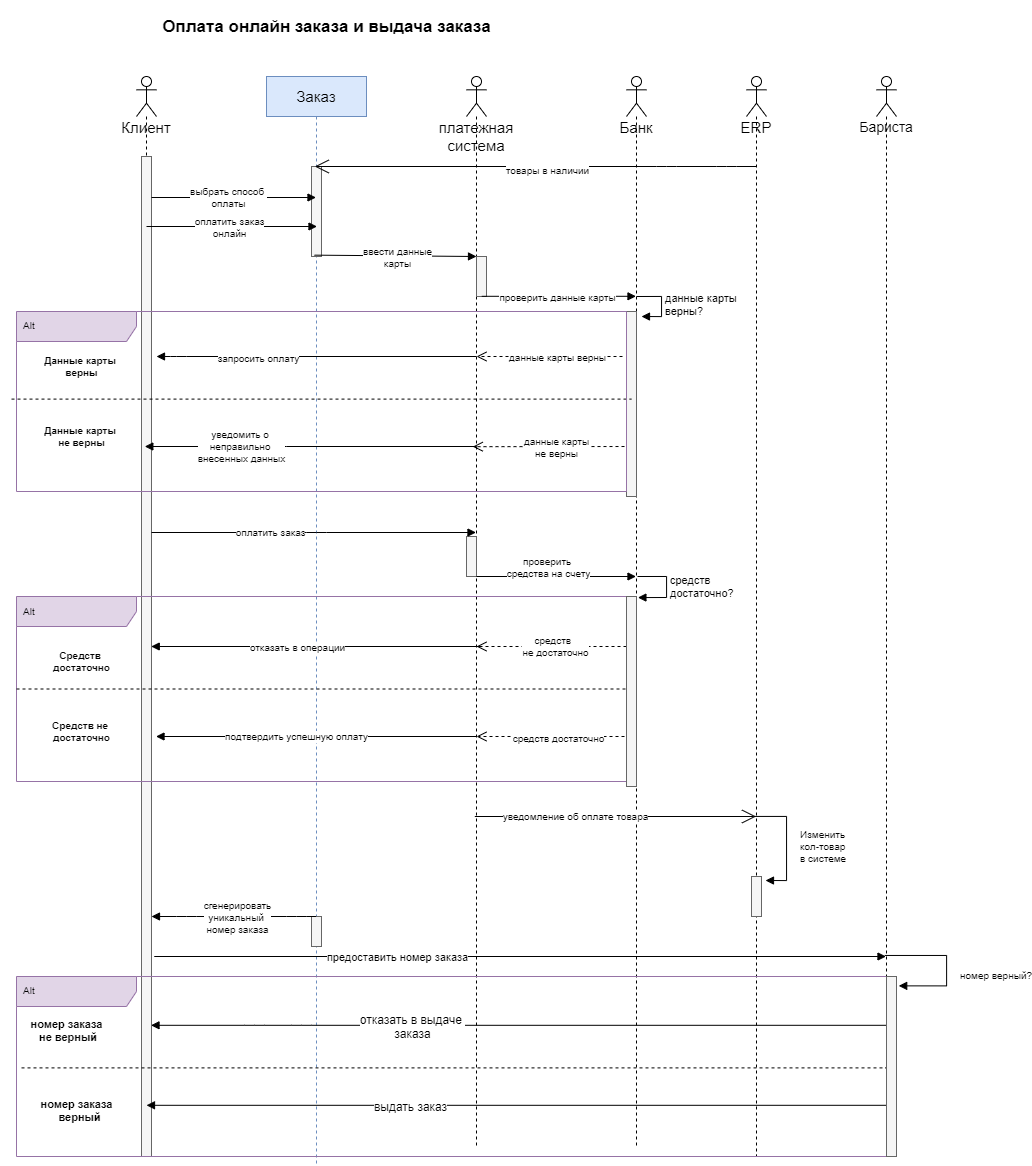 Оплата онлайн заказа и выдача заказа
Клиент
Заказ
платежная
система
Банк
ERP
Бариста
товары в наличии
выбрать способ
оплаты
оплатить заказ
онлайн
ввести данные
карты
проверить данные карты
данные карты
верны?
Alt
Данные карты
верны
запросить оплату
данные карты верны
Данные карты
не верны
уведомить о
неправильно
внесенных данных
данные карты
не верны
оплатить заказ
проверить
средства на счету
средств
достаточно?
Alt
Средств
достаточно
отказать в операции
средств
не достаточно
Средств не
достаточно
подтвердить успешную оплату
средств достаточно
уведомление об оплате товара
Изменить
кол-товар
в системе
сгенерировать
уникальный
номер заказа
предоставить номер заказа
номер верный?
Alt
номер заказа
не верный
отказать в выдаче
заказа
номер заказа
верный
выдать заказ